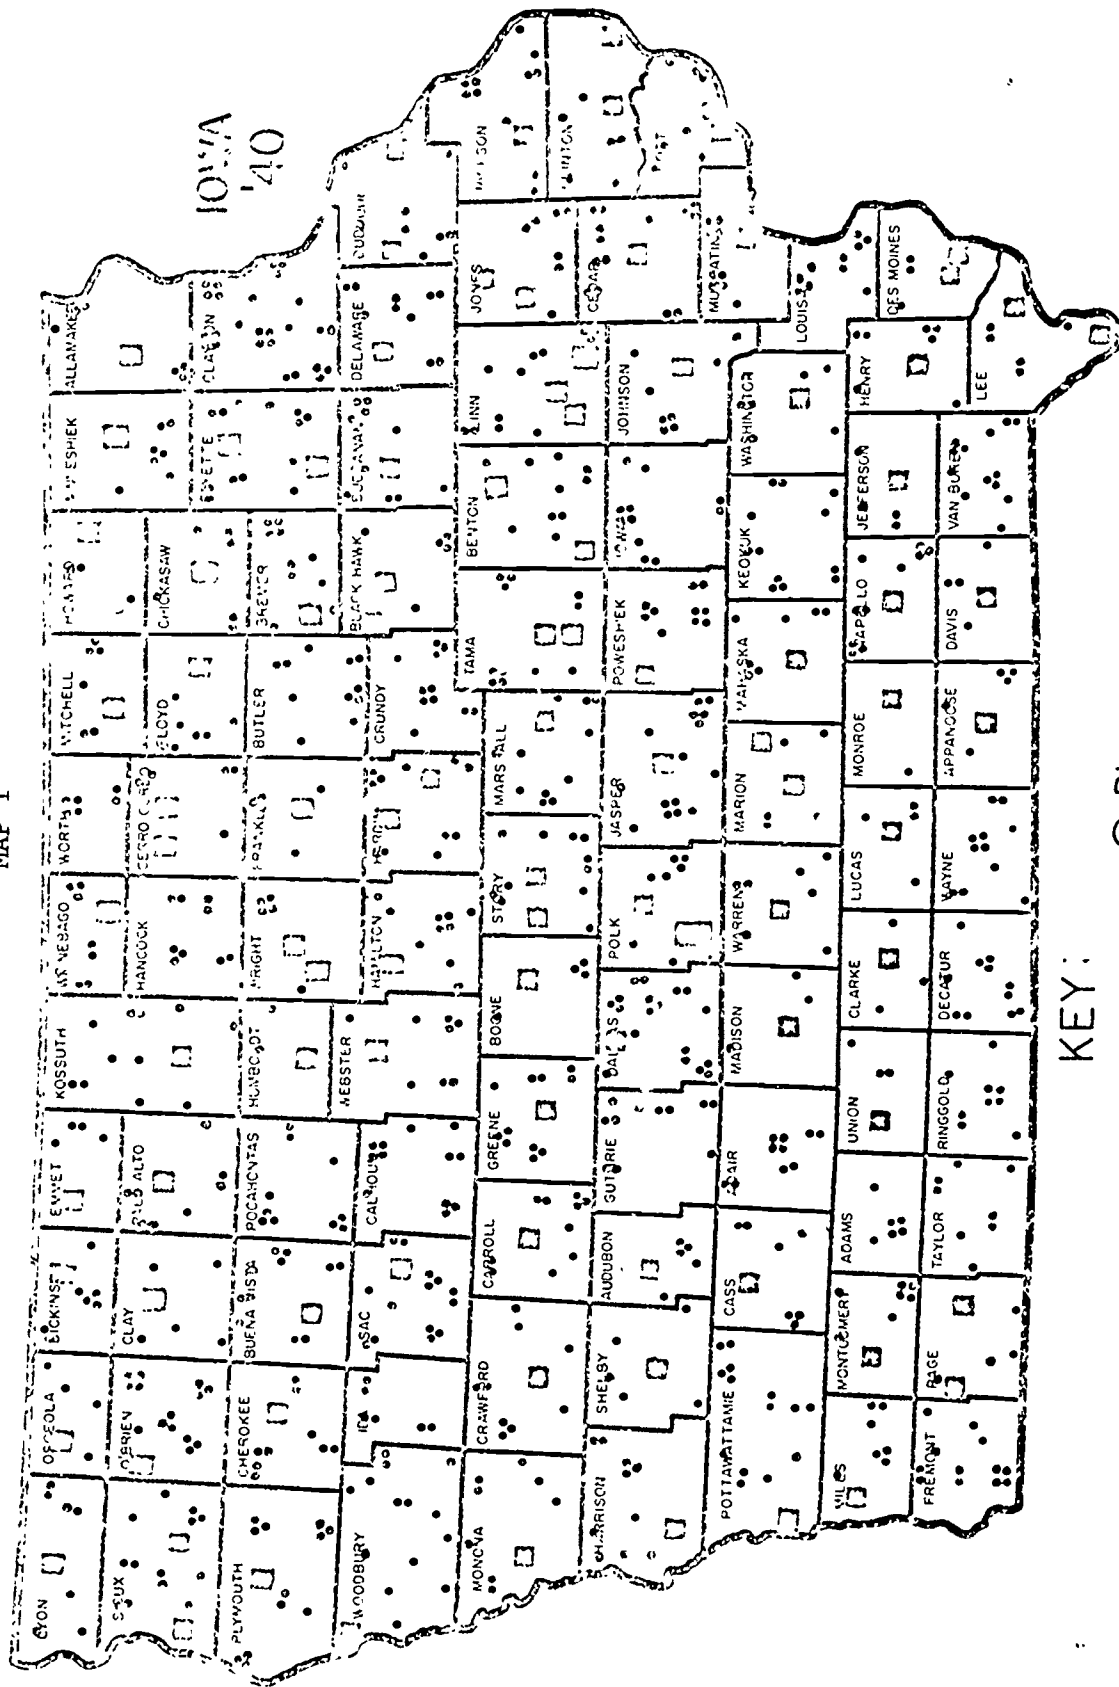 MAP 1
IOWA
'40
LYON
OSCEOLA
DICKINSON
EMMET
KOSSUTH
WINNEBAGO
WORTH
MITCHELL
HOWARD
WINNESHIEK
ALLAMAKEE
SIOUX
O'BRIEN
CLAY
PALO ALTO
HANCOCK
CERRO GORDO
FLOYD
CHICKASAW
PLYMOUTH
CHEROKEE
BUENA VISTA
POCAHONTAS
HUMBOLDT
WRIGHT
FRANKLIN
BUTLER
BREMER
FAYETTE
CLAYTON
WOODBURY
IDA
SAC
CALHOUN
WEBSTER
HAMILTON
HARDIN
GRUNDY
BLACK HAWK
BUCHANAN
DELAWARE
DUBUQUE
MONONA
CRAWFORD
CARROLL
GREENE
BOONE
STORY
MARSHALL
TAMA
BENTON
LINN
JONES
JACKSON
CLINTON
HARRISON
SHELBY
AUDUBON
GUTHRIE
DALLAS
POLK
JASPER
POWESHIEK
IOWA
JOHNSON
CEDAR
SCOTT
MUSCATINE
POTTAWATTAMIE
CASS
ADAIR
MADISON
WARREN
MARION
MAHASKA
KEOKUK
WASHINGTON
LOUISA
MILLS
MONTGOMERY
ADAMS
UNION
CLARKE
LUCAS
MONROE
WAPELLO
JEFFERSON
HENRY
DES MOINES
FREMONT
PAGE
TAYLOR
RINGGOLD
DECATUR
WAYNE
APPANOOSE
DAVIS
VAN BUREN
LEE
KEY: